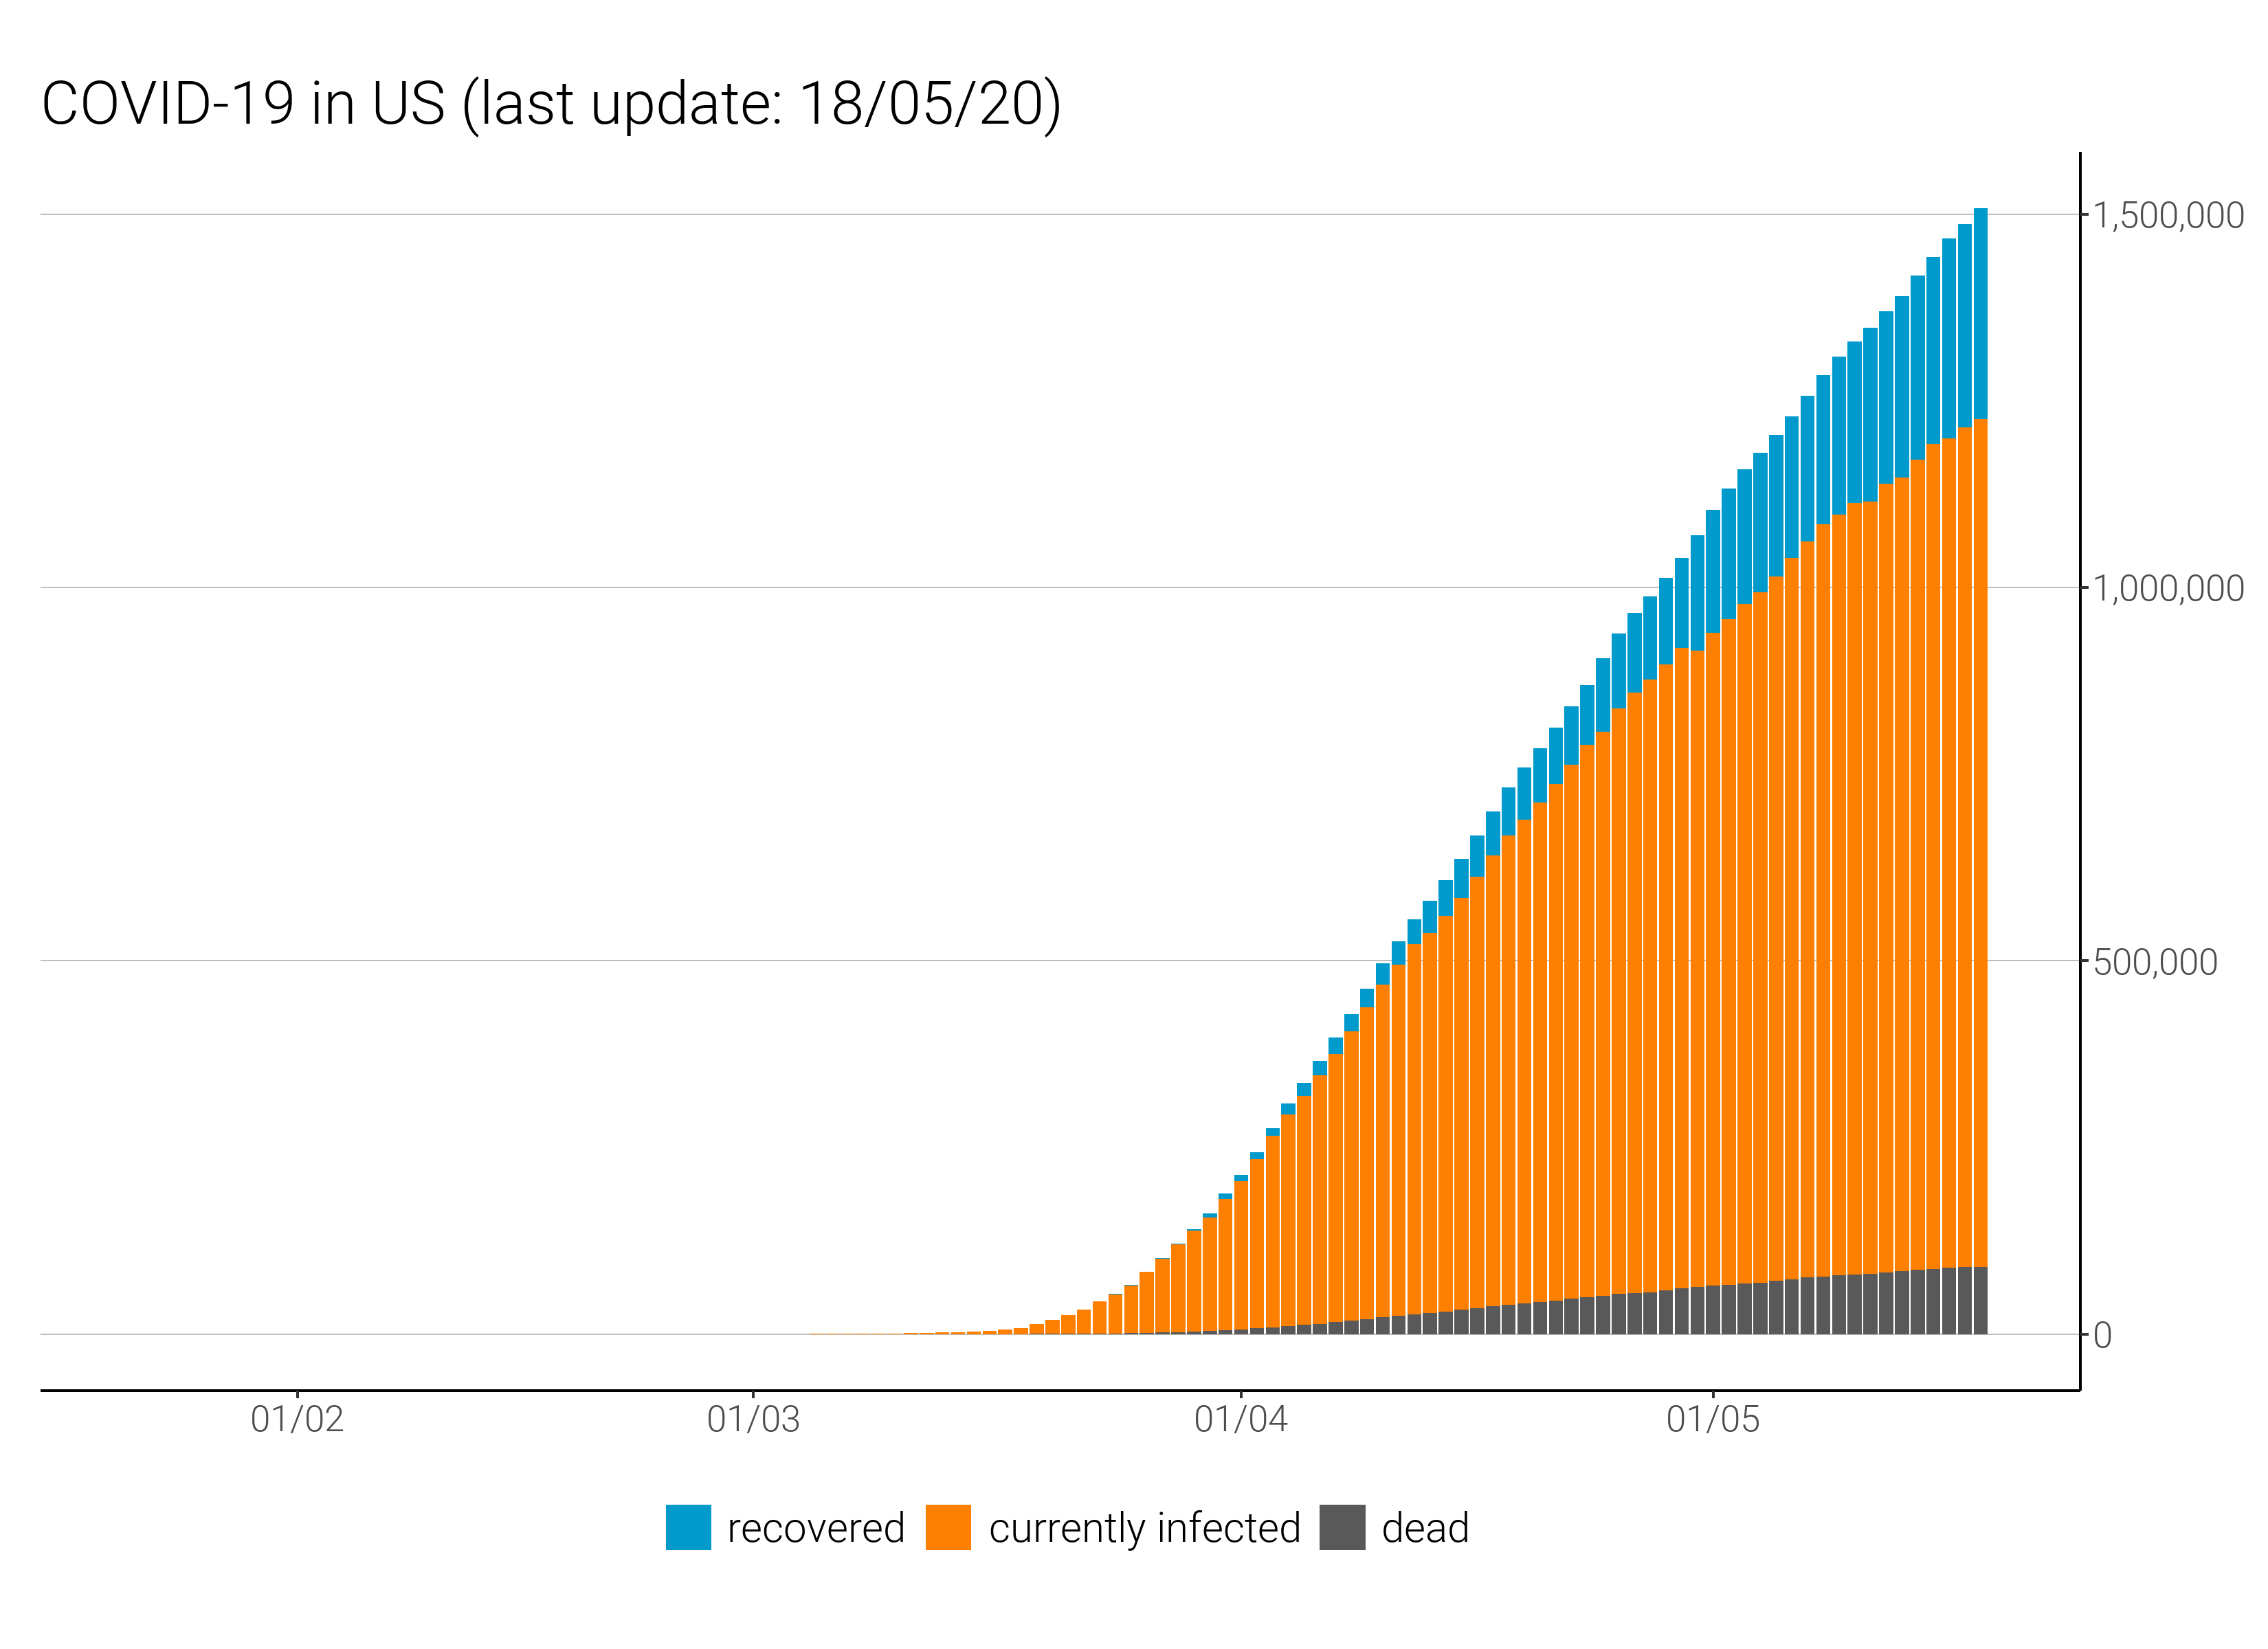 COVID-19 in US (last update: 18/05/20)
1,500,000
1,000,000
500,000
0
01/02 01/03 01/04 01/05
recovered currently infected dead